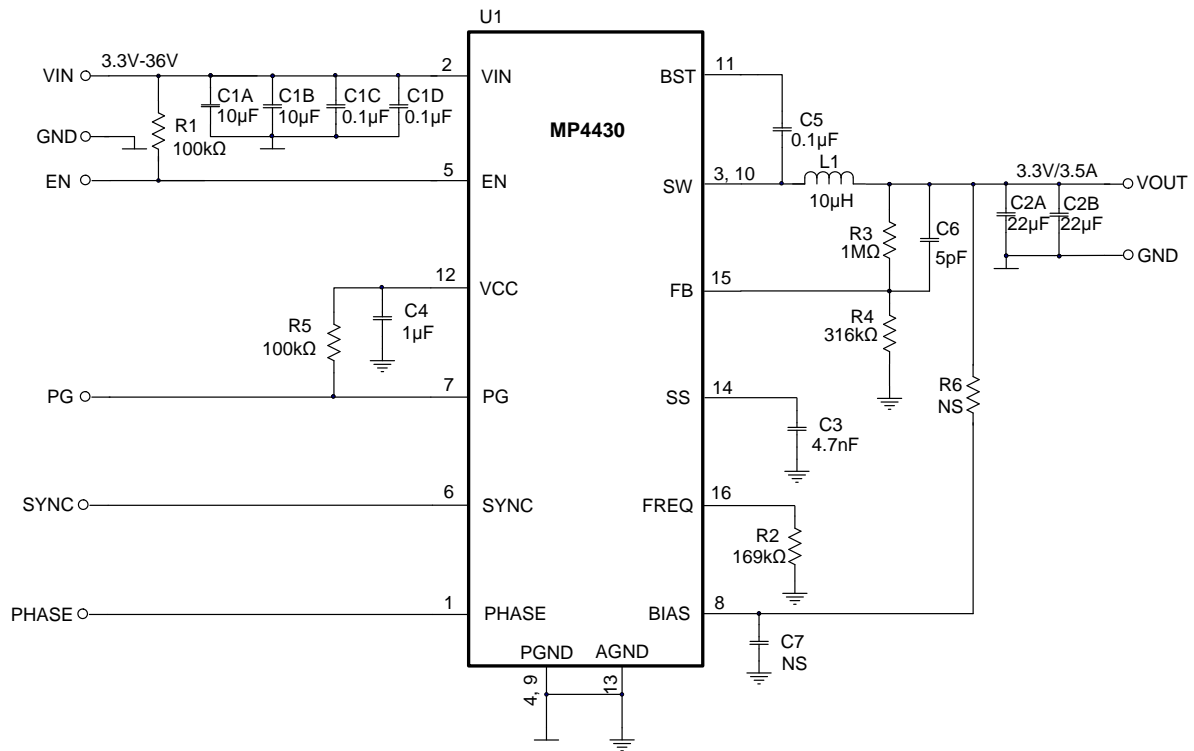 U1
VIN
3.3V-36V
2
VIN
C1A
10µF
C1B
10µF
C1C
0.1µF
C1D
0.1µF
GND
R1
100kΩ
EN
5
EN
MP4430
BST
11
C5
0.1µF
SW
3, 10
L1
10µH
3.3V/3.5A
VOUT
C2A
22µF
C2B
22µF
GND
R3
1MΩ
C6
5pF
12
VCC
C4
1µF
R5
100kΩ
FB
15
R4
316kΩ
PG
7
PG
SS
14
C3
4.7nF
R6
NS
SYNC
6
SYNC
FREQ
16
R2
169kΩ
PHASE
1
PHASE
BIAS
8
C7
NS
PGND
AGND
4, 9
13